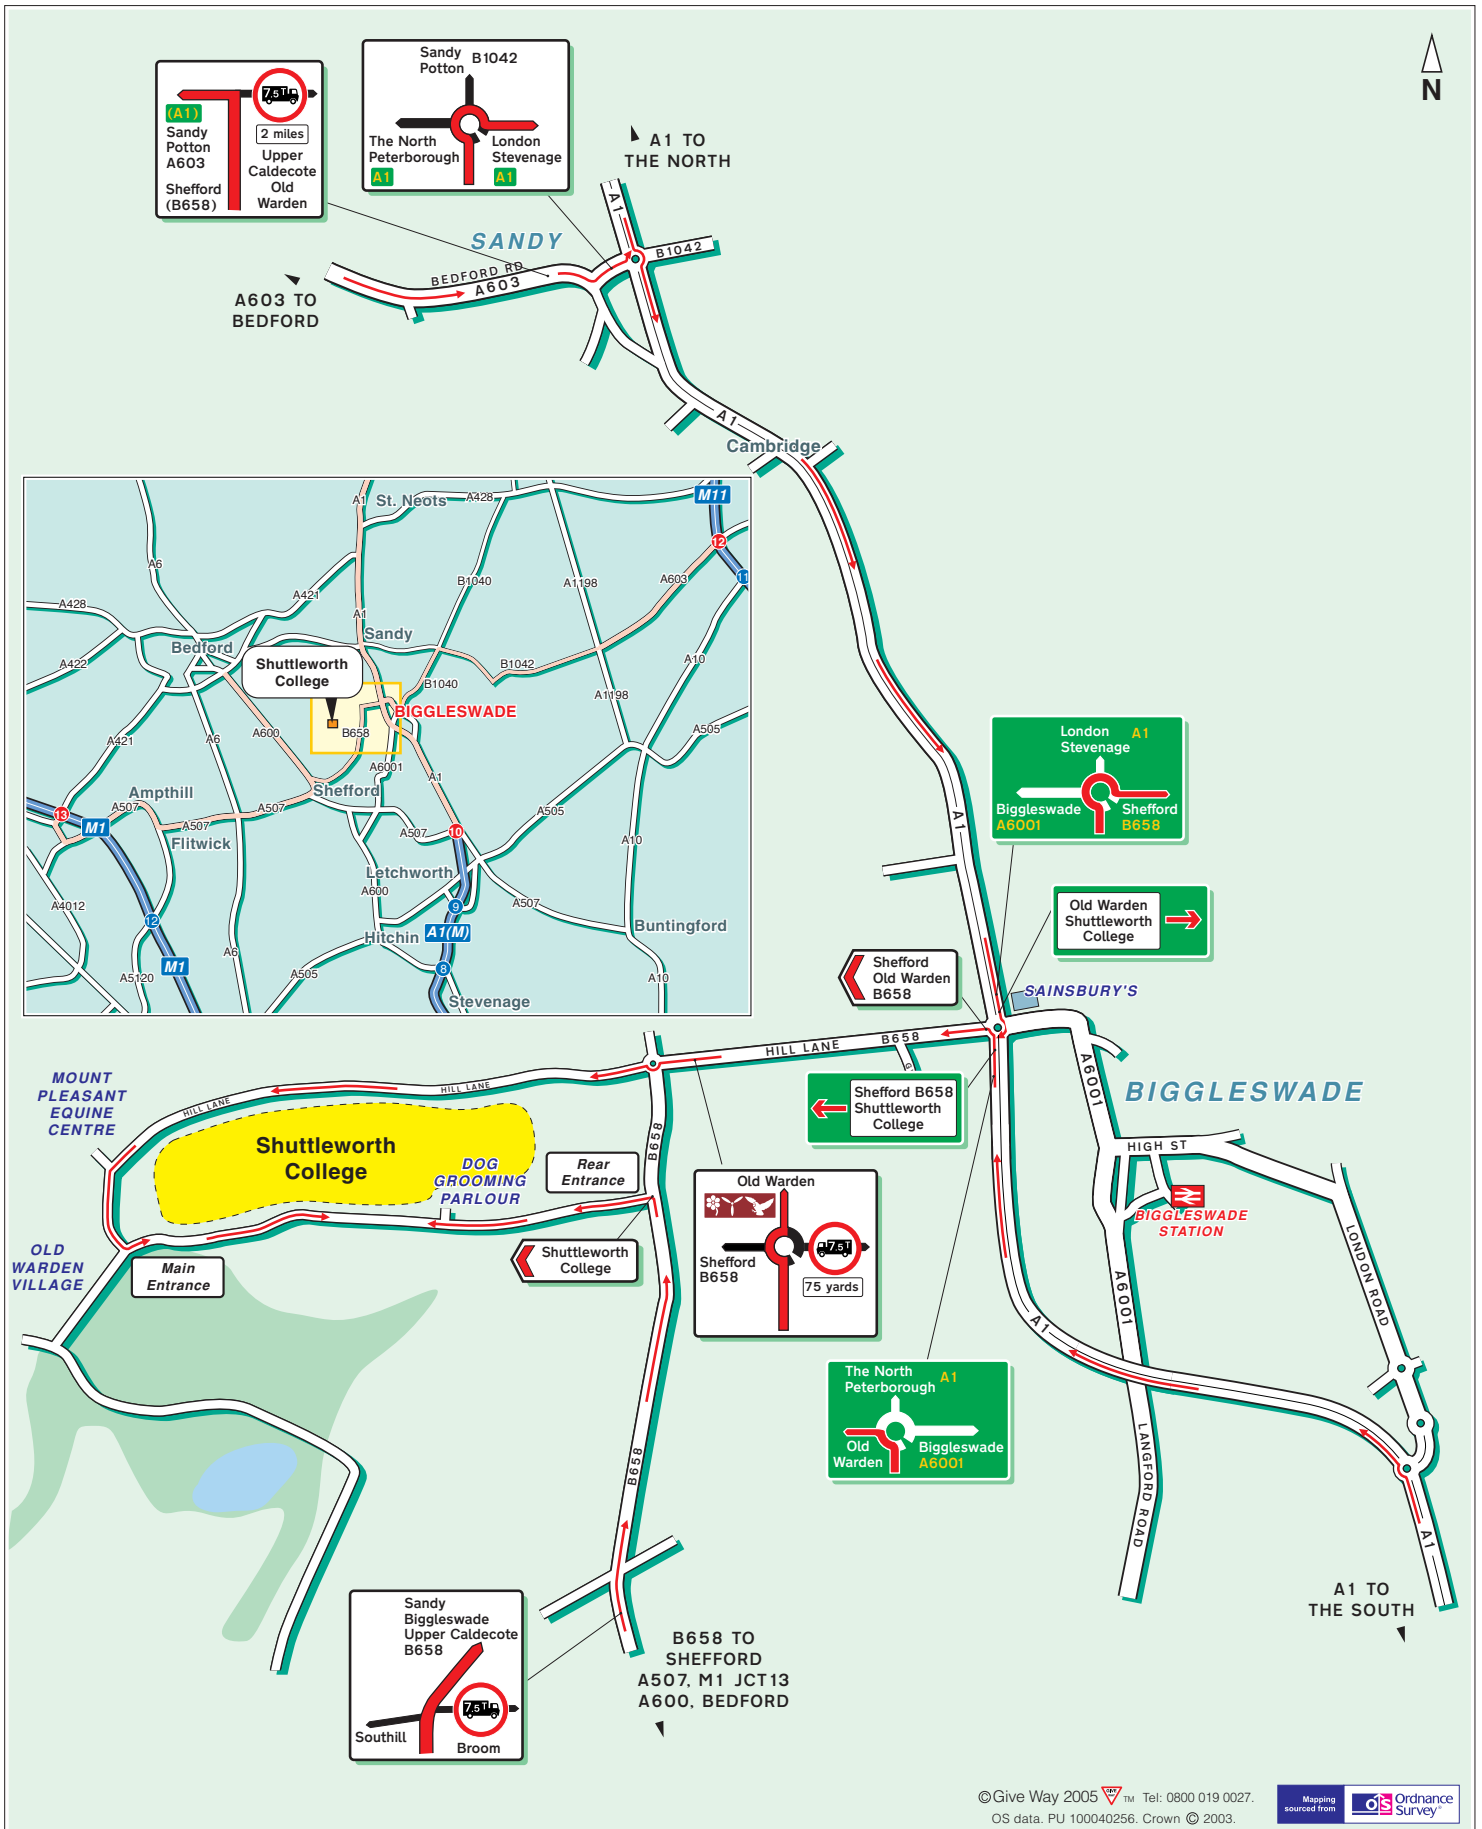 Sandy
Potton
B1042
The North
Peterborough
A1
London
Stevenage
A1
7.5T
(A1)
Sandy
Potton
A603
Shefford
(B658)
2 miles
Upper
Caldecote
Old
Warden
N
A1 TO
THE NORTH
A1
SANDY
B1042
BEDFORD RD
A603
A603 TO
BEDFORD
A1
Cambridge
M11
A1
St. Neots
A428
12
11
A6
B1040
A1198
A603
A428
A421
A1
Sandy
Bedford
A422
Shuttleworth
College
B1042
A10
B1040
A1198
BIGGLESWADE
A600
B658
A421
A6
A505
A6001
A1
Ampthill
Shefford
13
A507
A507
A505
M1
A507
A507
10
Flitwick
A10
Letchworth
A600
A507
A4012
9
12
Buntingford
Hitchin
A1(M)
A6
M1
8
A5120
A505
A10
Stevenage
London
Stevenage
A1
Biggleswade
A6001
Shefford
B658
A1
Old Warden
Shuttleworth
College
Shefford
Old Warden
B658
SAINSBURY'S
HILL LANE
B658
G
A6001
BIGGLESWADE
Shefford B658
Shuttleworth
College
MOUNT
PLEASANT
EQUINE
CENTRE
HILL LANE
HILL LANE
Shuttleworth
College
DOG
GROOMING
PARLOUR
Rear
Entrance
B658
HIGH ST
BIGGLESWADE
STATION
Old Warden
Shefford
B658
7.5T
75 yards
Shuttleworth
College
OLD
WARDEN
VILLAGE
Main
Entrance
LONDON ROAD
A6001
A1
The North
Peterborough
A1
Old
Warden
Biggleswade
A6001
LANGFORD ROAD
B658
A1
A1 TO
THE SOUTH
Sandy
Biggleswade
Upper Caldecote
B658
7.5T
Southill
Broom
B658 TO
SHEFFORD
A507, M1 JCT13
A600, BEDFORD
©Give Way 2005 GIVE WAY TM Tel: 0800 019 0027.
OS data. PU 100040256. Crown © 2003.
Mapping
sourced from
OS
Ordnance
Survey®